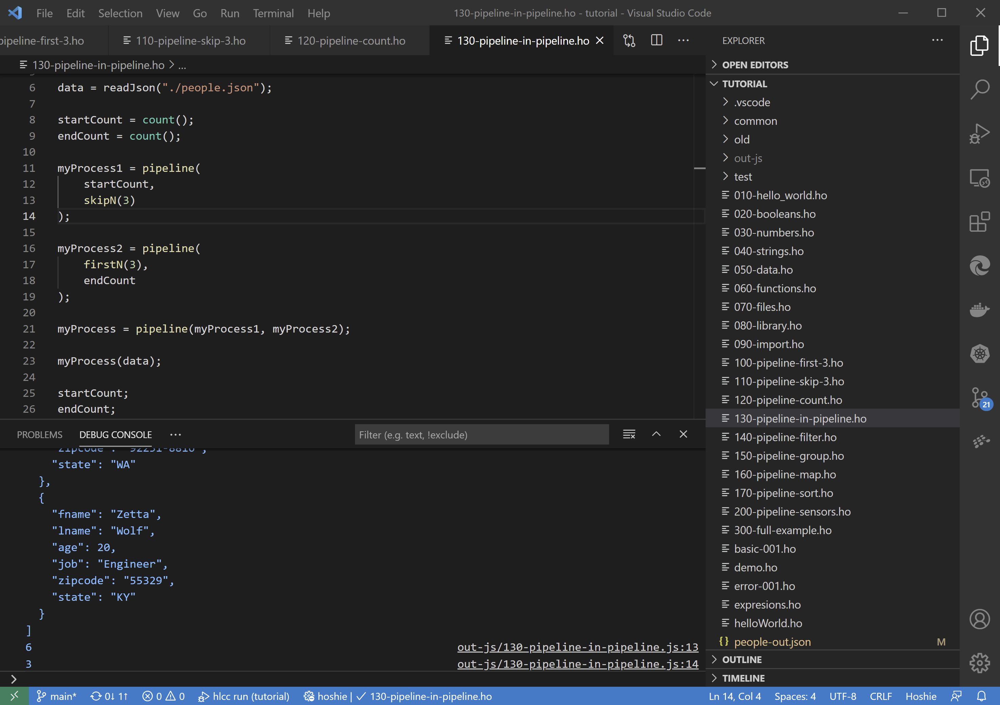 File Edit Selection View Go Run Terminal Help
130-pipeline-in-pipeline.ho - tutorial - Visual Studio Code
pipeline-first-3.ho
110-pipeline-skip-3.ho
120-pipeline-count.ho
130-pipeline-in-pipeline.ho
130-pipeline-in-pipeline.ho > ...
6 data = readJson("./people.json");
7
8 startCount = count();
9 endCount = count();
10
11 myProcess1 = pipeline(
12 startCount,
13 skipN(3)
14 );
15
16 myProcess2 = pipeline(
17 firstN(3),
18 endCount
19 );
20
21 myProcess = pipeline(myProcess1, myProcess2);
22
23 myProcess(data);
24
25 startCount;
26 endCount;
PROBLEMS DEBUG CONSOLE ...
Filter (e.g. text, !exclude)
"zipcode": "92251-8816",
"state": "WA"
},
{
"fname": "Zetta",
"lname": "Wolf",
"age": 20,
"job": "Engineer",
"zipcode": "55329",
"state": "KY"
}
]
6 out-js/130-pipeline-in-pipeline.js:13
3 out-js/130-pipeline-in-pipeline.js:14
EXPLORER
OPEN EDITORS
TUTORIAL
.vscode
common
old
out-js
test
010-hello_world.ho
020-booleans.ho
030-numbers.ho
040-strings.ho
050-data.ho
060-functions.ho
070-files.ho
080-library.ho
090-import.ho
100-pipeline-first-3.ho
110-pipeline-skip-3.ho
120-pipeline-count.ho
130-pipeline-in-pipeline.ho
140-pipeline-filter.ho
150-pipeline-group.ho
160-pipeline-map.ho
170-pipeline-sort.ho
200-pipeline-sensors.ho
300-full-example.ho
basic-001.ho
demo.ho
error-001.ho
expresions.ho
helloWorld.ho
{} people-out.json M
OUTLINE
TIMELINE
21
main* 0↓ 1↑ 0 0 hlcc run (tutorial) hoshie | ✓ 130-pipeline-in-pipeline.ho
Ln 14, Col 4 Spaces: 4 UTF-8 CRLF Hoshie